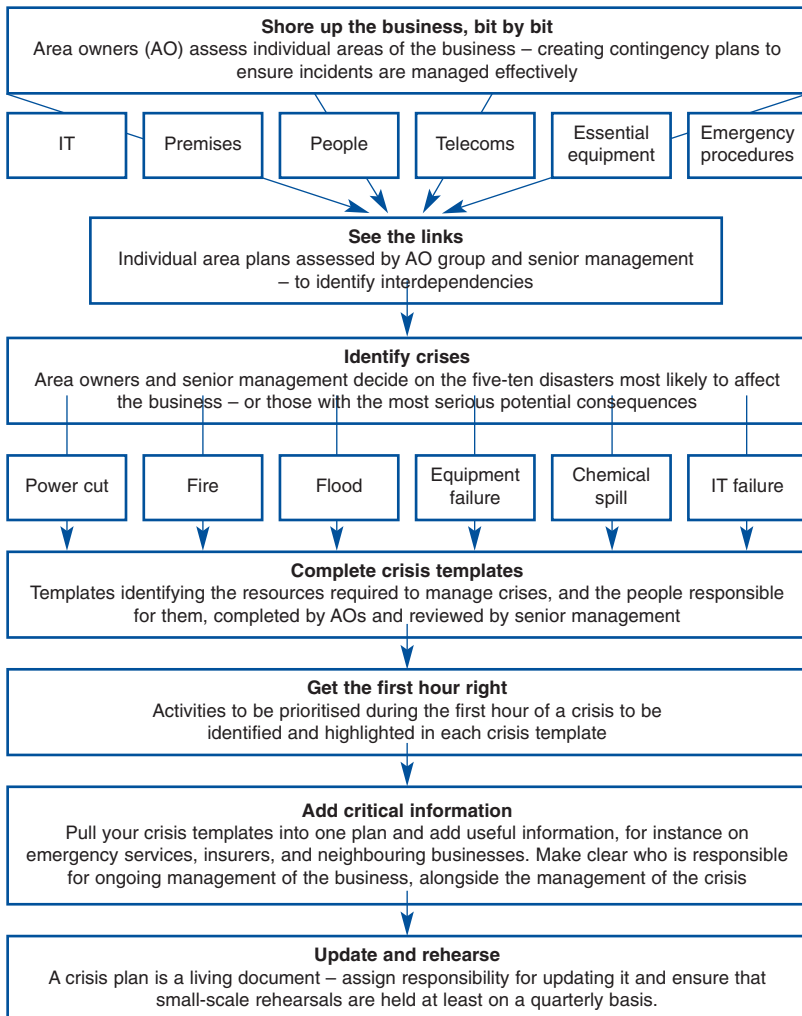 Shore up the business, bit by bit
Area owners (AO) assess individual areas of the business – creating contingency plans to
ensure incidents are managed effectively
IT
Premises
People
Telecoms
Essential
equipment
Emergency
procedures
See the links
Individual area plans assessed by AO group and senior management
– to identify interdependencies
Identify crises
Area owners and senior management decide on the five-ten disasters most likely to affect
the business – or those with the most serious potential consequences
Power cut
Fire
Flood
Equipment
failure
Chemical
spill
IT failure
Complete crisis templates
Templates identifying the resources required to manage crises, and the people responsible
for them, completed by AOs and reviewed by senior management
Get the first hour right
Activities to be prioritised during the first hour of a crisis to be
identified and highlighted in each crisis template
Add critical information
Pull your crisis templates into one plan and add useful information, for instance on
emergency services, insurers, and neighbouring businesses. Make clear who is responsible
for ongoing management of the business, alongside the management of the crisis
Update and rehearse
A crisis plan is a living document – assign responsibility for updating it and ensure that
small-scale rehearsals are held at least on a quarterly basis.